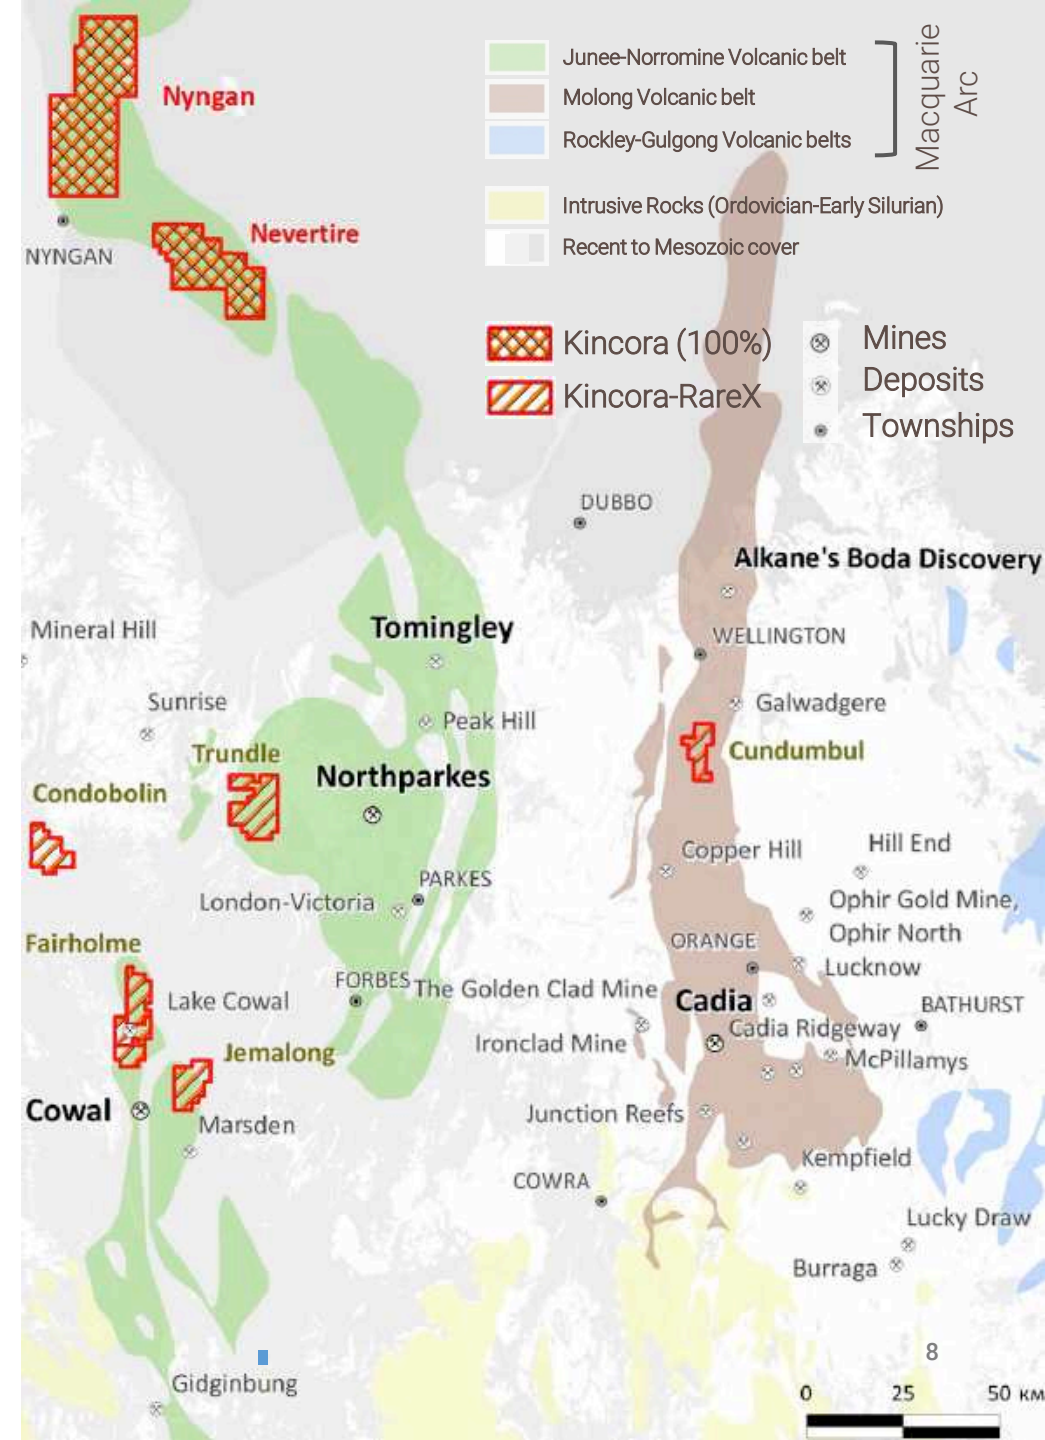 Junee-Norromine Volcanic belt
Molong Volcanic belt
Rockley-Gulgong Volcanic belts
Macquarie
Arc
Intrusive Rocks (Ordovician-Early Silurian)
Recent to Mesozoic cover
Kincora (100%)
Kincora-RareX
Mines
Deposits
Townships
Nyngan
NYNGAN
Nevertire
DUBBO
Alkane's Boda Discovery
Mineral Hill
Tomingley
WELLINGTON
Sunrise
Peak Hill
Galwadgere
Trundle
Cundumbul
Condobolin
Northparkes
Copper Hill
Hill End
PARKES
London-Victoria
Ophir Gold Mine,
Ophir North
Fairholme
ORANGE
Lucknow
FORBES
The Golden Clad Mine
Lake Cowal
Cadia
BATHURST
Cadia Ridgeway
Ironclad Mine
Jemalong
McPillamys
Cowal
Junction Reefs
Marsden
Kempfield
COWRA
Lucky Draw
Burraga
8
Gidginbung
0 25 50 KM